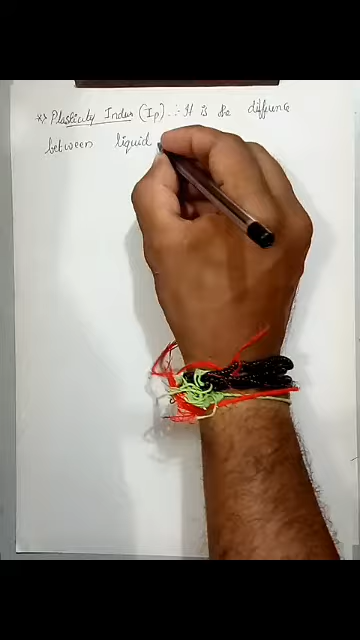 *) Plasticity Index (Ip) :- It is the difference
between liquid